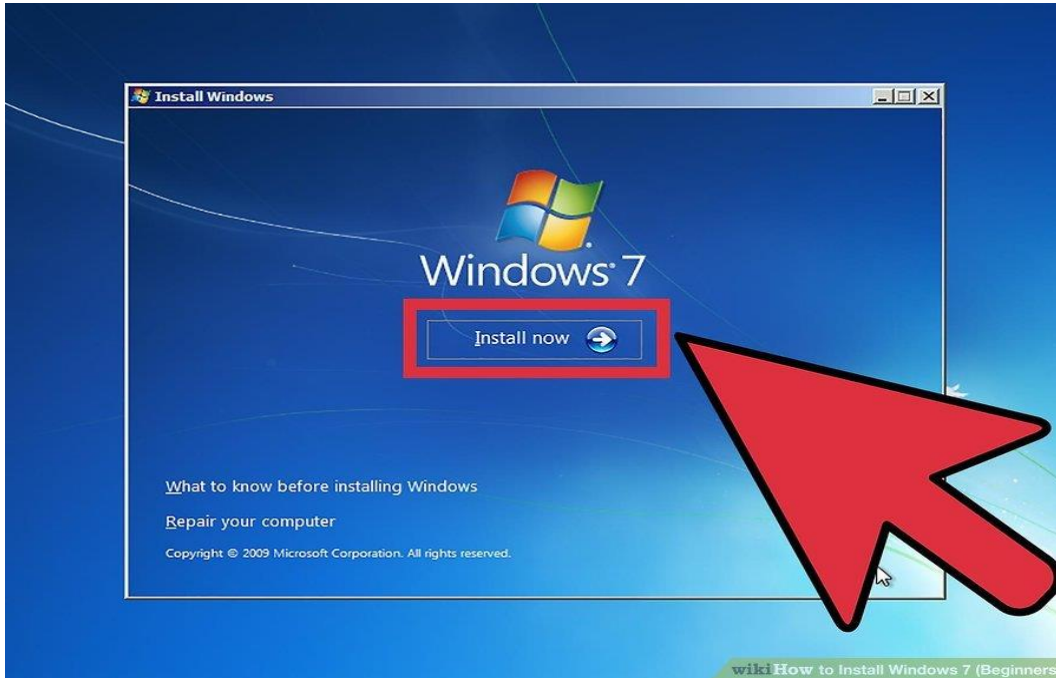 Install Windows
Windows® 7
Install now
What to know before installing Windows
Repair your computer
Copyright © 2009 Microsoft Corporation. All rights reserved.
wikiHow to Install Windows 7 (Beginners